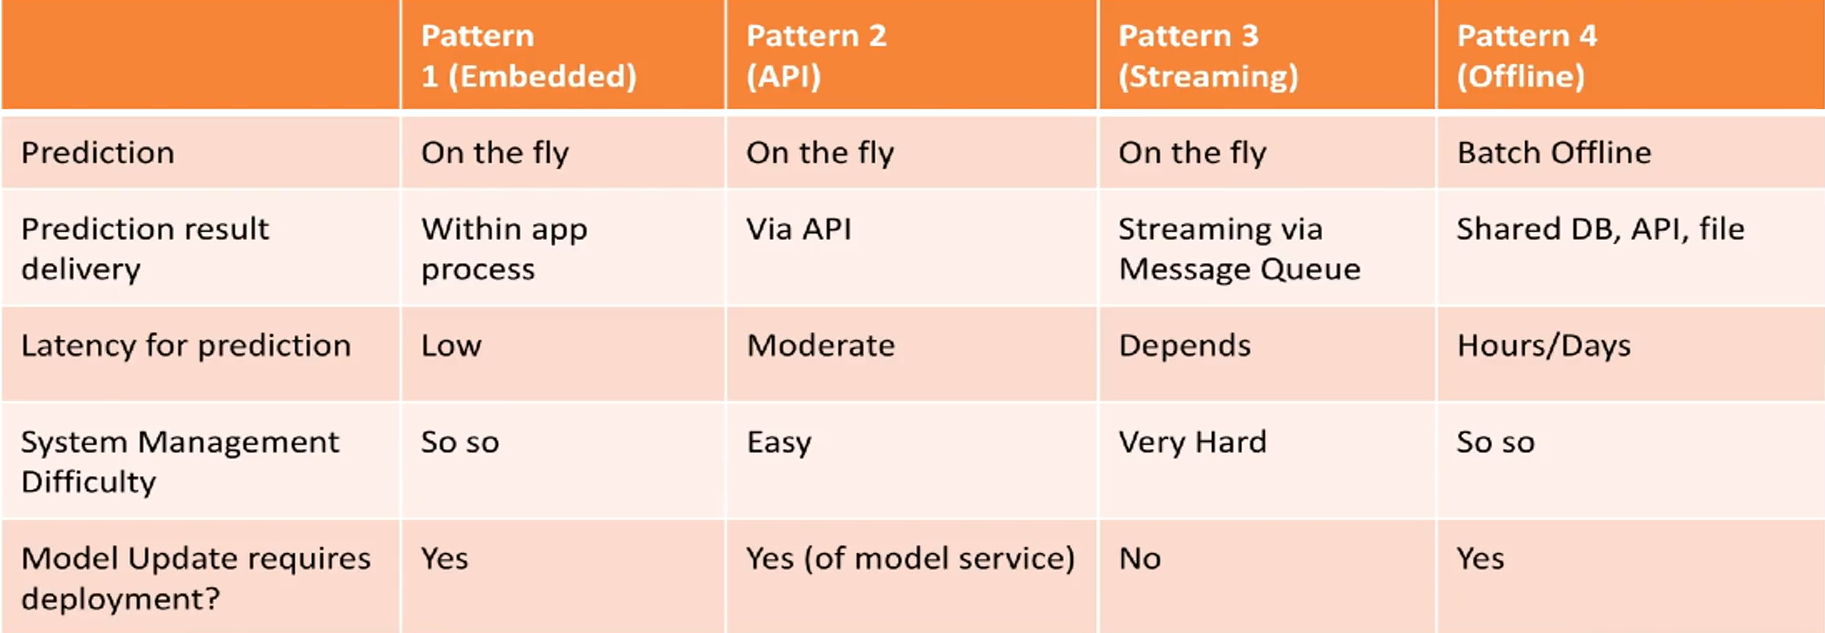 Pattern
1 (Embedded)
Pattern 2
(API)
Pattern 3
(Streaming)
Pattern 4
(Offline)
Prediction
On the fly
On the fly
On the fly
Batch Offline
Prediction result
delivery
Within app
process
Via API
Streaming via
Message Queue
Shared DB, API, file
Latency for prediction
Low
Moderate
Depends
Hours/Days
System Management
Difficulty
So so
Easy
Very Hard
So so
Model Update requires
deployment?
Yes
Yes (of model service)
No
Yes